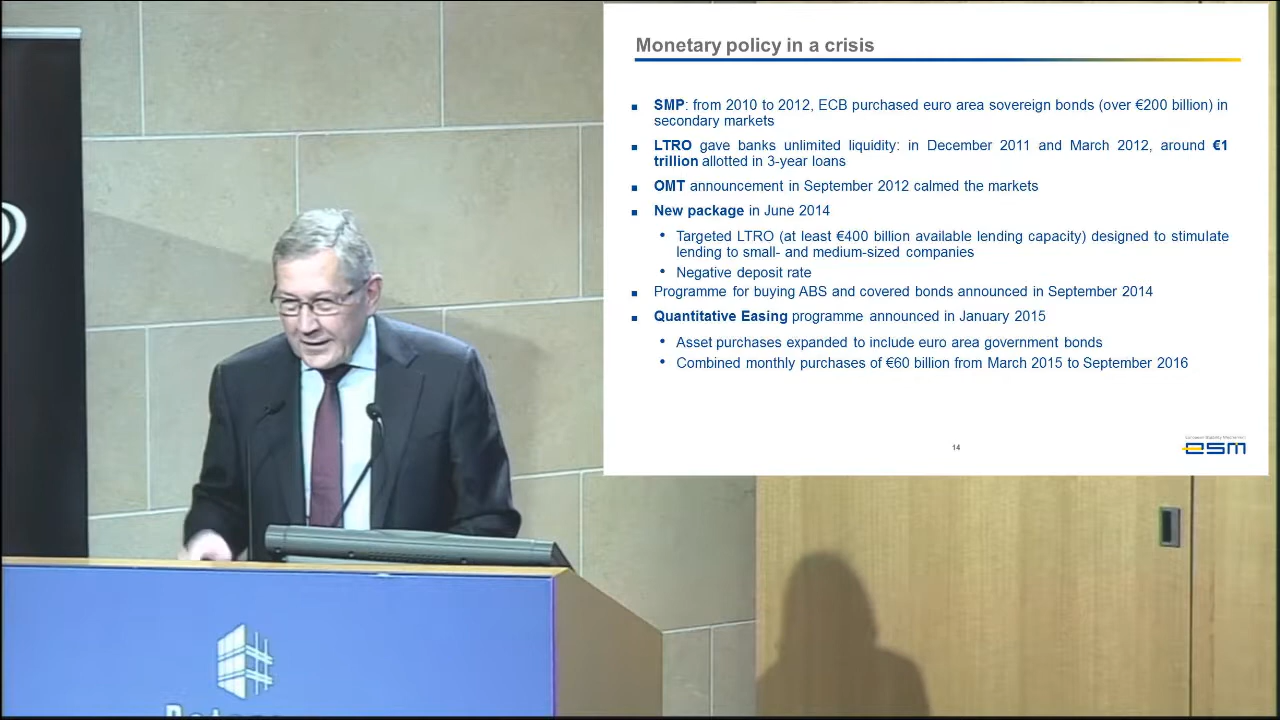 Monetary policy in a crisis
SMP: from 2010 to 2012, ECB purchased euro area sovereign bonds (over €200 billion) in
secondary markets
LTRO gave banks unlimited liquidity: in December 2011 and March 2012, around €1
trillion allotted in 3-year loans
OMT announcement in September 2012 calmed the markets
New package in June 2014
Targeted LTRO (at least €400 billion available lending capacity) designed to stimulate
lending to small- and medium-sized companies
Negative deposit rate
Programme for buying ABS and covered bonds announced in September 2014
Quantitative Easing programme announced in January 2015
Asset purchases expanded to include euro area government bonds
Combined monthly purchases of €60 billion from March 2015 to September 2016
14
European Stability Mechanism
esm